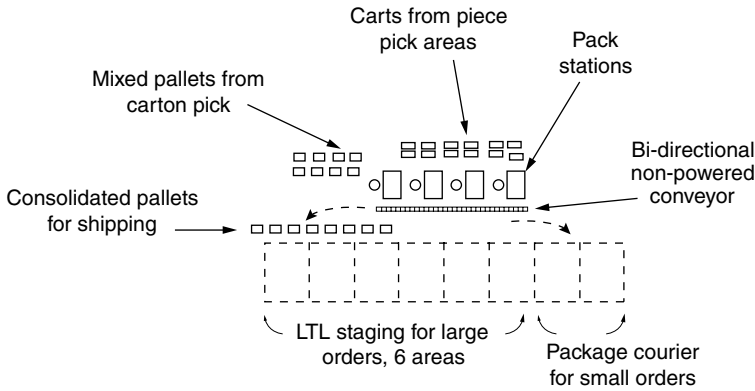 Carts from piece
pick areas
Pack
stations
Mixed pallets from
carton pick
Bi-directional
non-powered
conveyor
Consolidated pallets
for shipping
LTL staging for large
orders, 6 areas
Package courier
for small orders